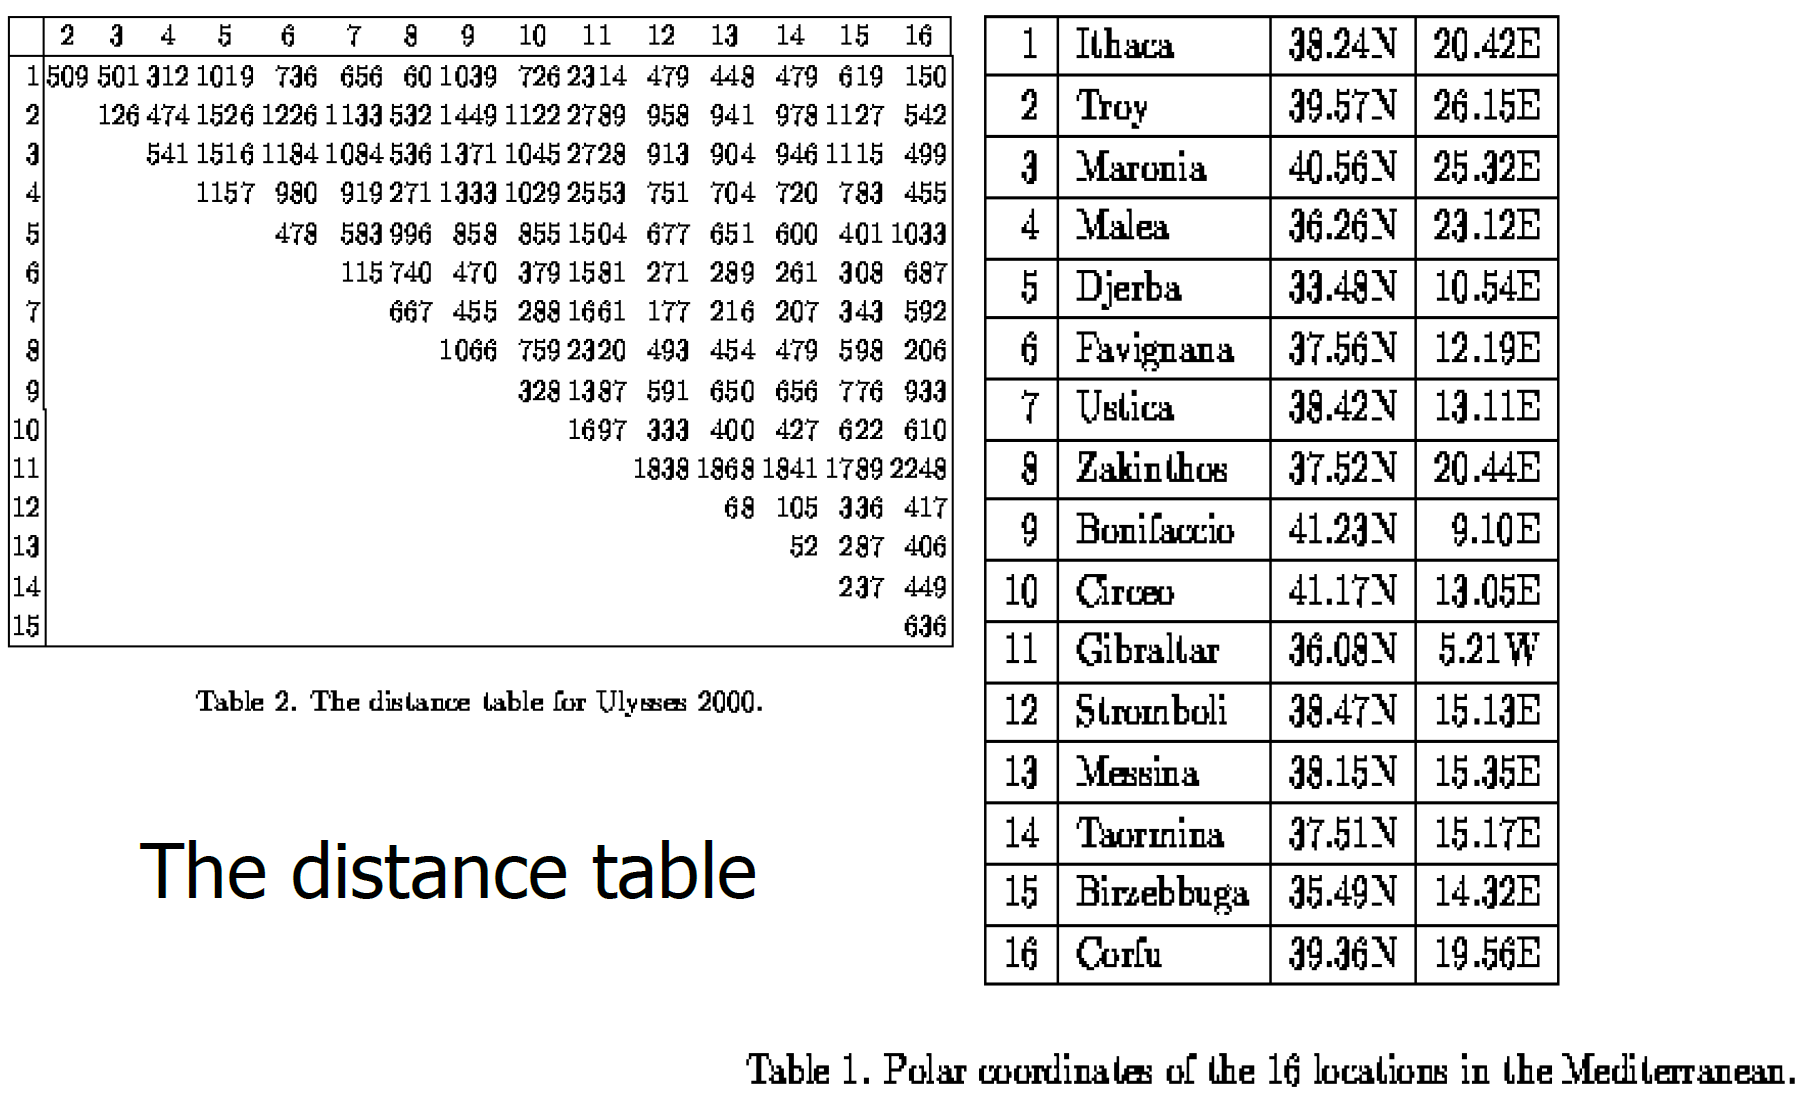 2 3 4 5 6 7 8 9 10 11 12 13 14 15 16
1 509 501 312 1019 736 656 60 1039 726 2314 479 448 479 619 150
2 126 474 1526 1226 1133 532 1449 1122 2789 958 941 978 1127 542
3 541 1516 1184 1084 536 1371 1045 2728 913 904 946 1115 499
4 1157 980 919 271 1333 1029 2553 751 704 720 783 455
5 478 583 996 858 855 1504 677 651 600 401 1033
6 115 740 470 379 1581 271 289 261 308 687
7 667 455 288 1661 177 216 207 343 592
8 1066 759 2320 493 454 479 598 206
9 328 1387 591 650 656 776 933
10 1697 333 400 427 622 610
11 1838 1868 1841 1789 2248
12 68 105 336 417
13 52 287 406
14 237 449
15 636
Table 2. The distance table for Ulysses 2000.
The distance table
1 Ithaca 38.24N 20.42E
2 Troy 39.57N 26.15E
3 Maronia 40.56N 25.32E
4 Malea 36.26N 23.12E
5 Djerba 33.48N 10.54E
6 Favignana 37.56N 12.19E
7 Ustica 38.42N 13.11E
8 Zakinthos 37.52N 20.44E
9 Bonifaccio 41.23N 9.10E
10 Circeo 41.17N 13.05E
11 Gibraltar 36.08N 5.21W
12 Stromboli 38.47N 15.13E
13 Messina 38.15N 15.35E
14 Taormina 37.51N 15.17E
15 Birzebbuga 35.49N 14.32E
16 Corfu 39.36N 19.56E
Table 1. Polar coordinates of the 16 locations in the Mediterranean.